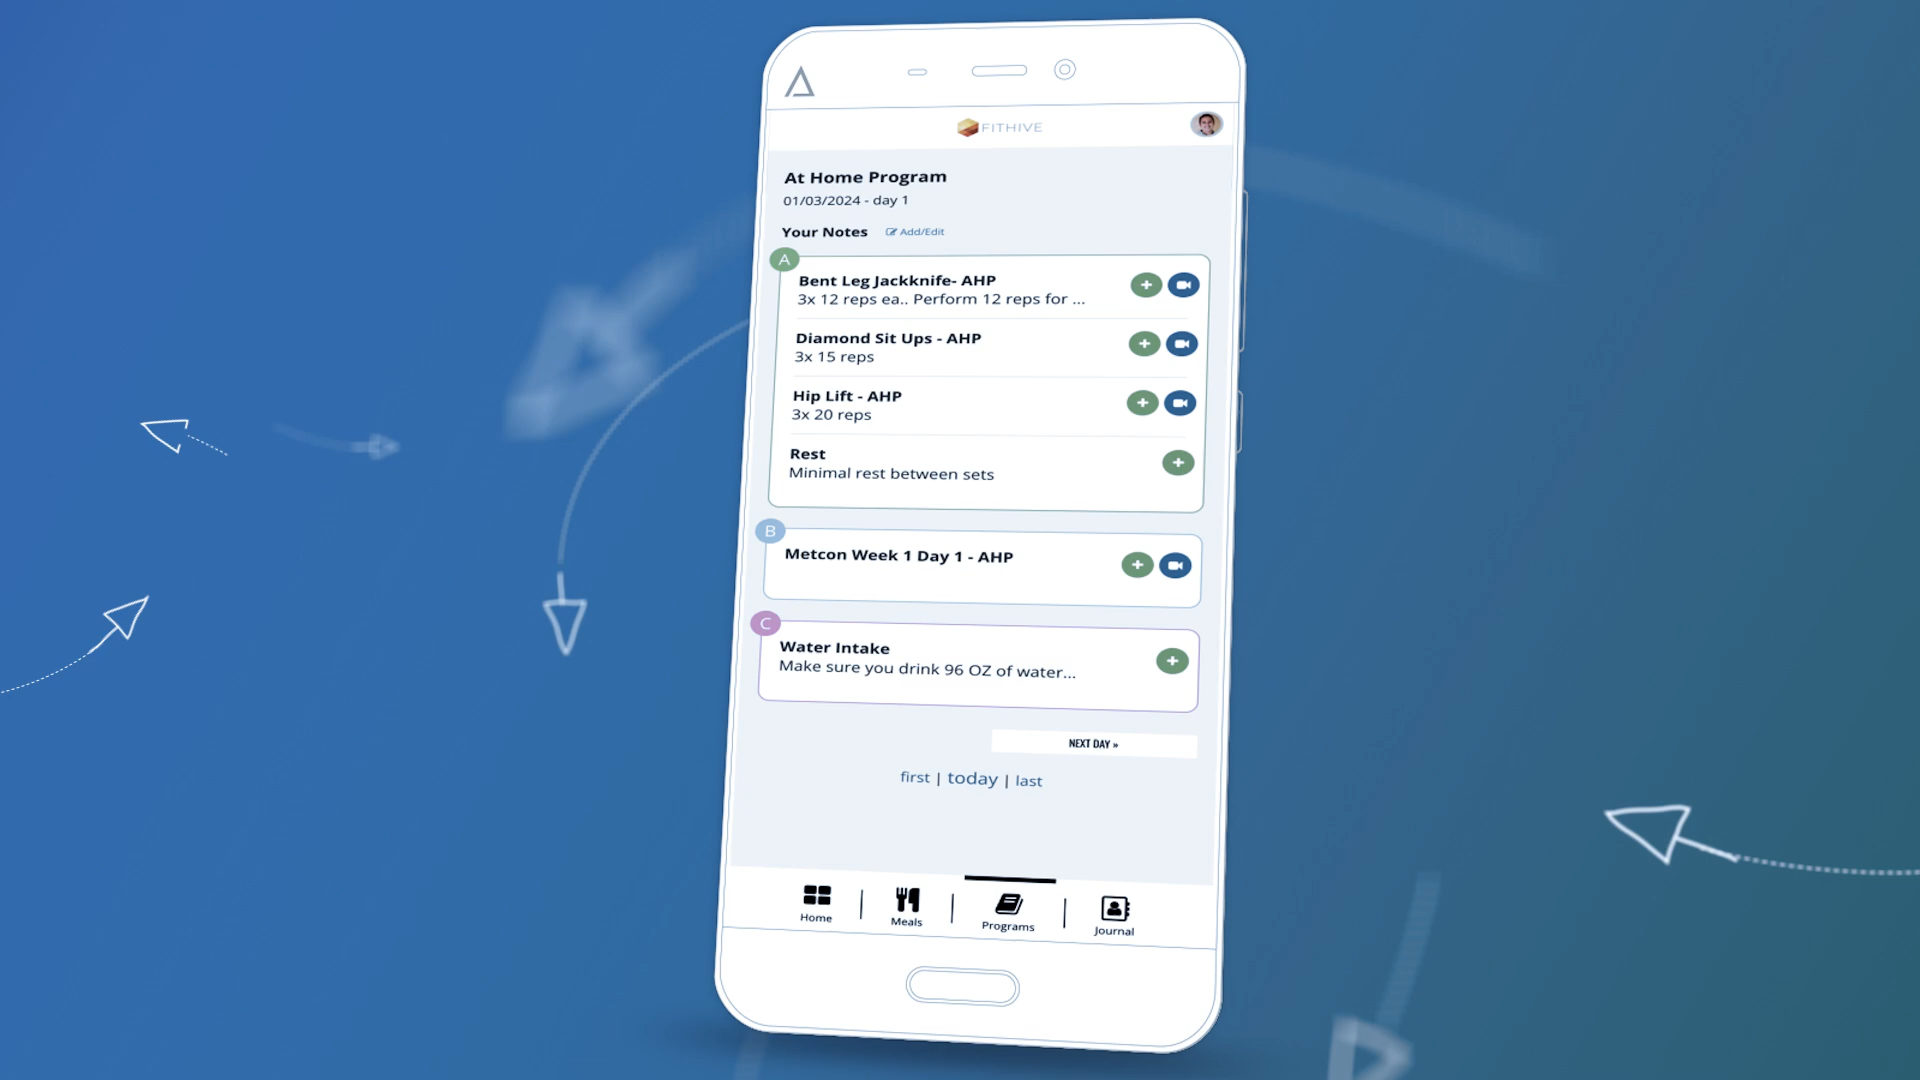 FITHIVE
At Home Program
01/03/2024 - day 1
Your Notes Add/Edit
A
Bent Leg Jackknife- AHP
3x 12 reps ea.. Perform 12 reps for ...
Diamond Sit Ups - AHP
3x 15 reps
Hip Lift - AHP
3x 20 reps
Rest
Minimal rest between sets
B
Metcon Week 1 Day 1 - AHP
C
Water Intake
Make sure you drink 96 OZ of water...
NEXT DAY »
first | today | last
Home | Meals | Programs | Journal